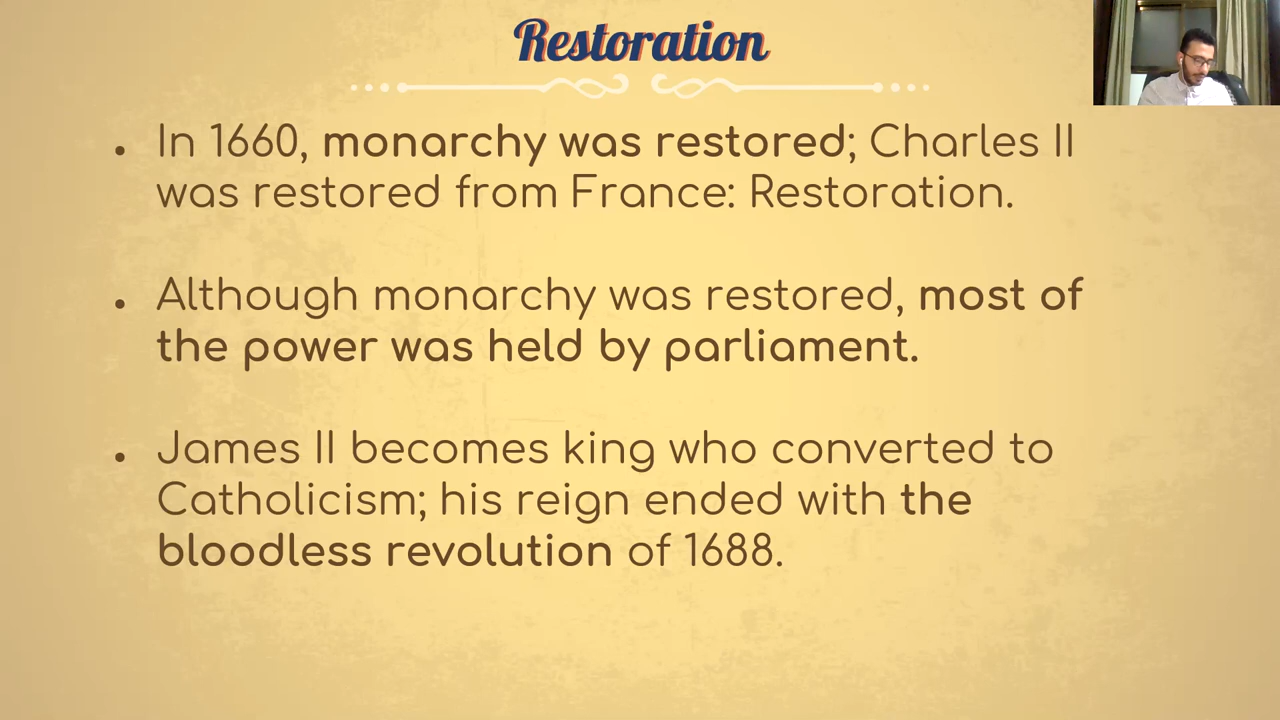 Restoration
• In 1660, monarchy was restored; Charles II
was restored from France: Restoration.
• Although monarchy was restored, most of
the power was held by parliament.
• James II becomes king who converted to
Catholicism; his reign ended with the
bloodless revolution of 1688.